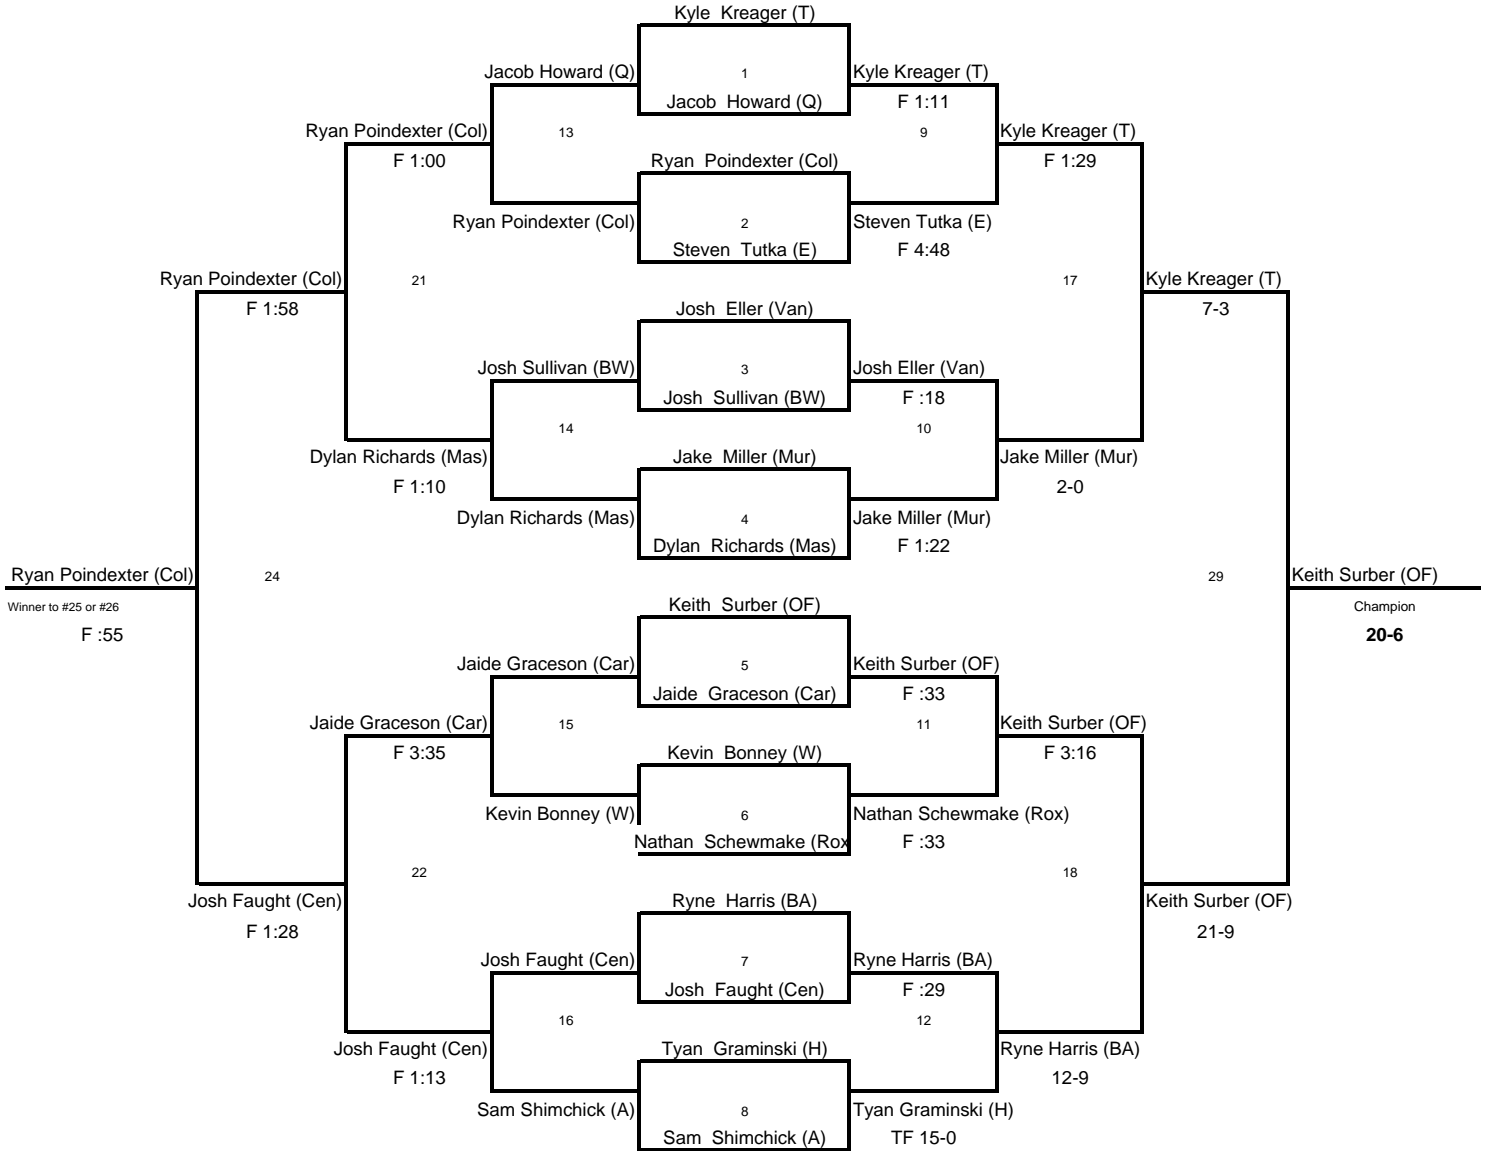 Kyle Kreager (T)
Jacob Howard (Q)
1
Kyle Kreager (T)
Jacob Howard (Q)
F 1:11
Ryan Poindexter (Col)
13
9
Kyle Kreager (T)
F 1:00
Ryan Poindexter (Col)
F 1:29
Ryan Poindexter (Col)
2
Steven Tutka (E)
Steven Tutka (E)
F 4:48
Ryan Poindexter (Col)
21
17
Kyle Kreager (T)
F 1:58
Josh Eller (Van)
7-3
Josh Sullivan (BW)
3
Josh Eller (Van)
Josh Sullivan (BW)
F :18
14
10
Dylan Richards (Mas)
Jake Miller (Mur)
Jake Miller (Mur)
F 1:10
2-0
Dylan Richards (Mas)
4
Jake Miller (Mur)
Dylan Richards (Mas)
F 1:22
Ryan Poindexter (Col)
24
29
Keith Surber (OF)
Winner to #25 or #26
Keith Surber (OF)
Champion
F :55
20-6
Jaide Graceson (Car)
5
Keith Surber (OF)
Jaide Graceson (Car)
F :33
Jaide Graceson (Car)
15
11
Keith Surber (OF)
F 3:35
Kevin Bonney (W)
F 3:16
Kevin Bonney (W)
6
Nathan Schewmake (Rox)
Nathan Schewmake (Rox
F :33
22
18
Josh Faught (Cen)
Ryne Harris (BA)
Keith Surber (OF)
F 1:28
21-9
Josh Faught (Cen)
7
Ryne Harris (BA)
Josh Faught (Cen)
F :29
16
12
Josh Faught (Cen)
Tyan Graminski (H)
Ryne Harris (BA)
F 1:13
12-9
Sam Shimchick (A)
8
Tyan Graminski (H)
Sam Shimchick (A)
TF 15-0